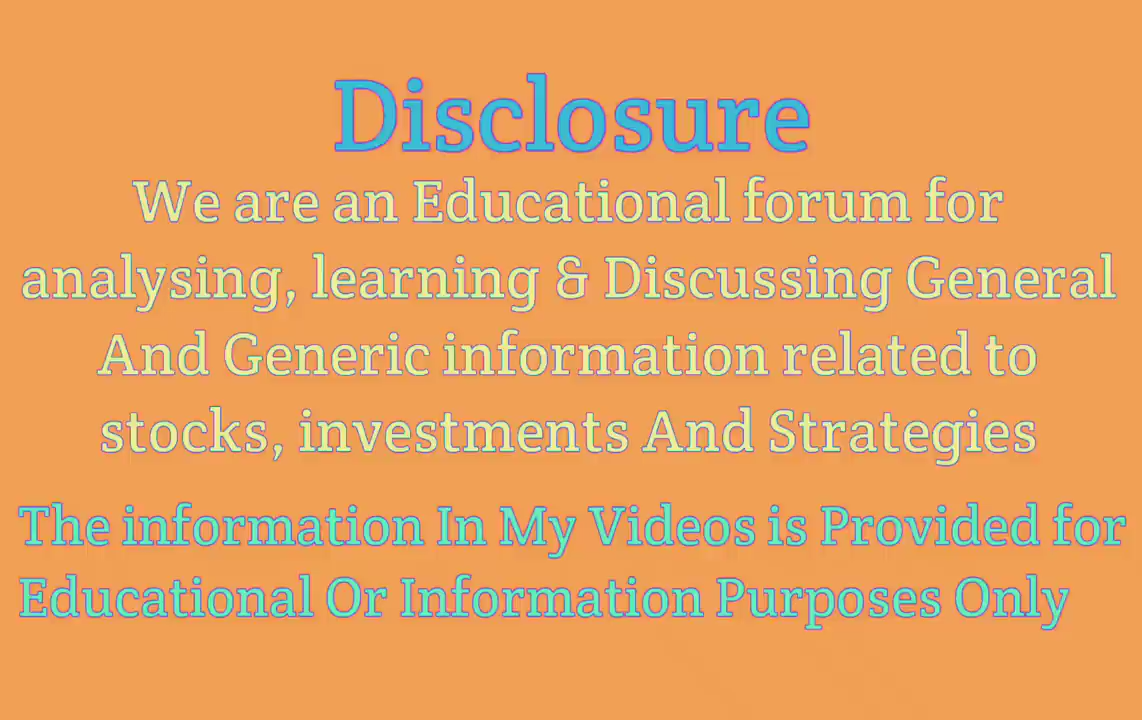 Disclosure
We are an Educational forum for
analysing, learning & Discussing General
And Generic information related to
stocks, investments And Strategies
The information In My Videos is Provided for
Educational Or Information Purposes Only